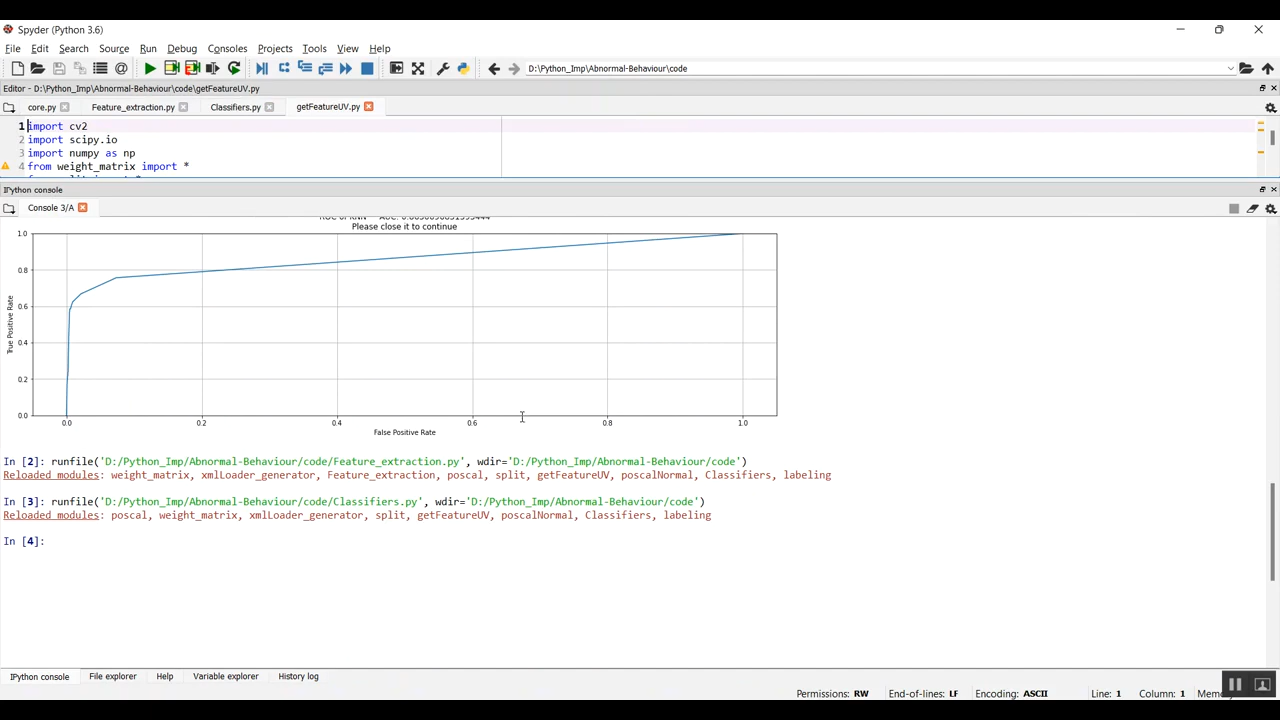 Spyder (Python 3.6)
File Edit Search Source Run Debug Consoles Projects Tools View Help
D:\Python_Imp\Abnormal-Behaviour\code
Editor - D:\Python_Imp\Abnormal-Behaviour\code\getFeatureUV.py
core.py Feature_extraction.py Classifiers.py getFeatureUV.py
1 import cv2
2 import scipy.io
3 import numpy as np
4 from weight_matrix import *
IPython console
Console 3/A
Please close it to continue
1.0
0.8
0.6
0.4
0.2
0.0
True Positive Rate
0.0 0.2 0.4 0.6 0.8 1.0
False Positive Rate
In [2]: runfile('D:/Python_Imp/Abnormal-Behaviour/code/Feature_extraction.py', wdir='D:/Python_Imp/Abnormal-Behaviour/code')
Reloaded modules: weight_matrix, xmlLoader_generator, Feature_extraction, poscal, split, getFeatureUV, poscalNormal, Classifiers, labeling
In [3]: runfile('D:/Python_Imp/Abnormal-Behaviour/code/Classifiers.py', wdir='D:/Python_Imp/Abnormal-Behaviour/code')
Reloaded modules: poscal, weight_matrix, xmlLoader_generator, split, getFeatureUV, poscalNormal, Classifiers, labeling
In [4]:
IPython console File explorer Help Variable explorer History log
Permissions: RW End-of-lines: LF Encoding: ASCII Line: 1 Column: 1